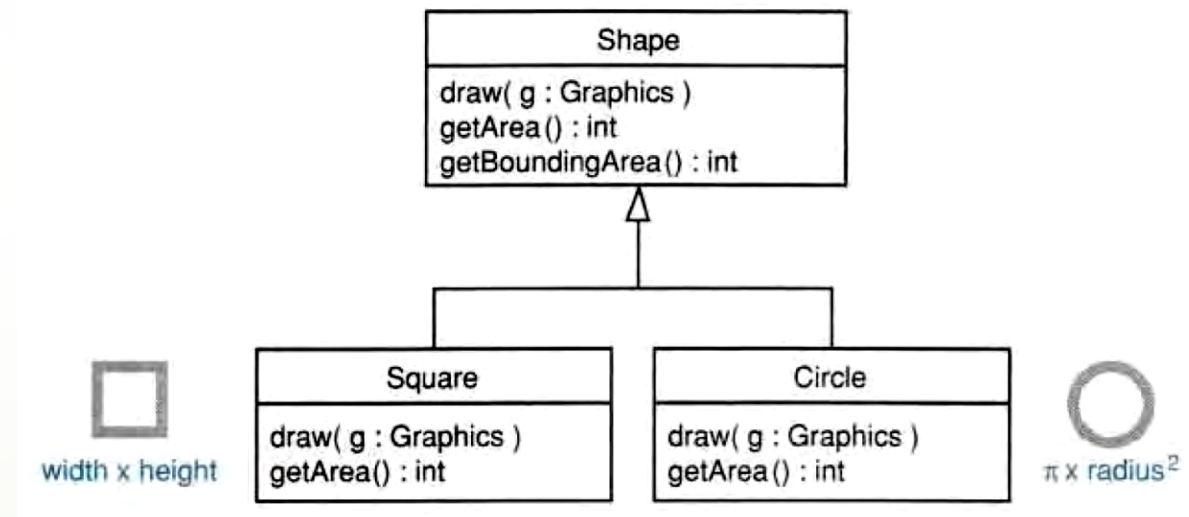 Shape
draw( g : Graphics )
getArea() : int
getBoundingArea() : int
Square
draw( g : Graphics )
getArea() : int
width x height
Circle
draw( g : Graphics )
getArea() : int
π x radius²